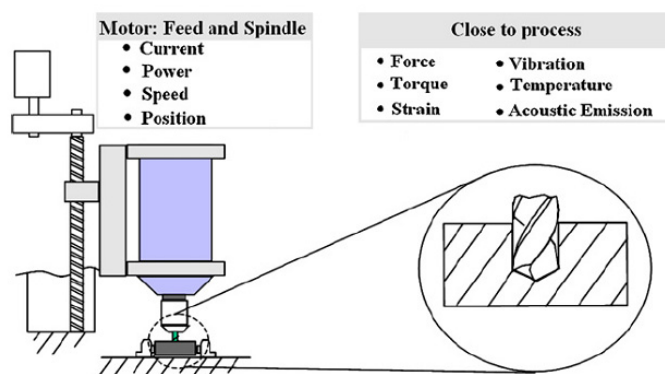 Motor: Feed and Spindle
• Current
• Power
• Speed
• Position
Close to process
• Force
• Torque
• Strain
• Vibration
• Temperature
• Acoustic Emission